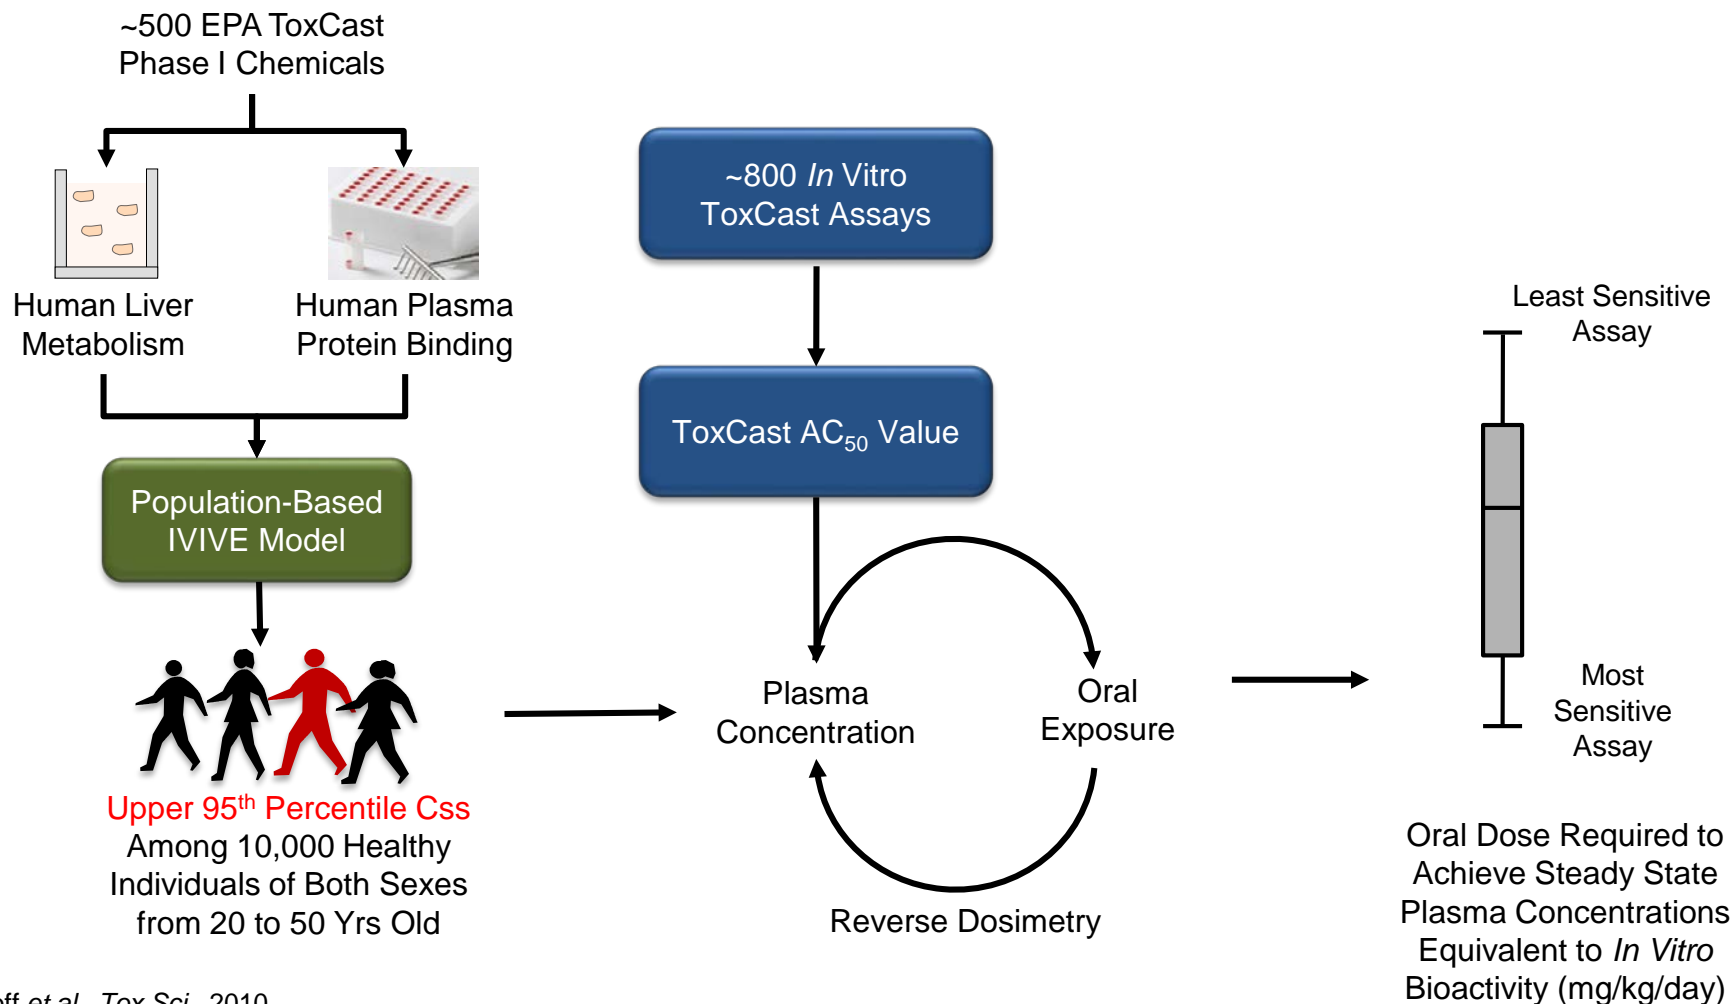 ~500 EPA ToxCast
Phase I Chemicals
Human Liver
Metabolism
Human Plasma
Protein Binding
Population-Based
IVIVE Model
Upper 95th Percentile Css
Among 10,000 Healthy
Individuals of Both Sexes
from 20 to 50 Yrs Old
~800 In Vitro
ToxCast Assays
ToxCast AC50 Value
Plasma
Concentration
Oral
Exposure
Reverse Dosimetry
Least Sensitive
Assay
Most
Sensitive
Assay
Oral Dose Required to
Achieve Steady State
Plasma Concentrations
Equivalent to In Vitro
Bioactivity (mg/kg/day)
et al., Tox Sci., 2010